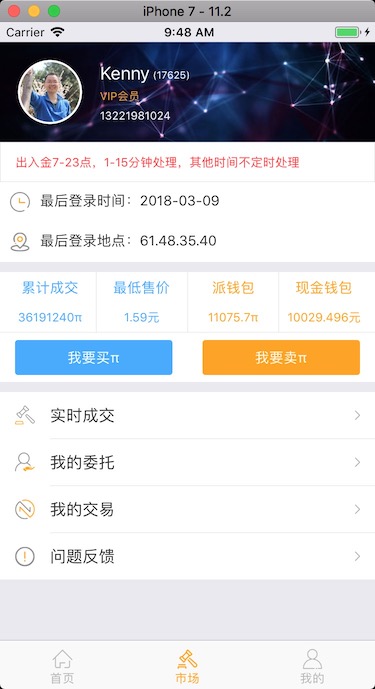 iPhone 7 - 11.2
Carrier 9:48 AM
Kenny (17625)
VIP会员
13221981024
出入金7-23点，1-15分钟处理，其他时间不定时处理
最后登录时间：2018-03-09
最后登录地点：61.48.35.40
累计成交 最低售价 派钱包 现金钱包
36191240π 1.59元 11075.7π 10029.496元
我要买π 我要卖π
实时成交
我的委托
我的交易
问题反馈
首页 市场 我的